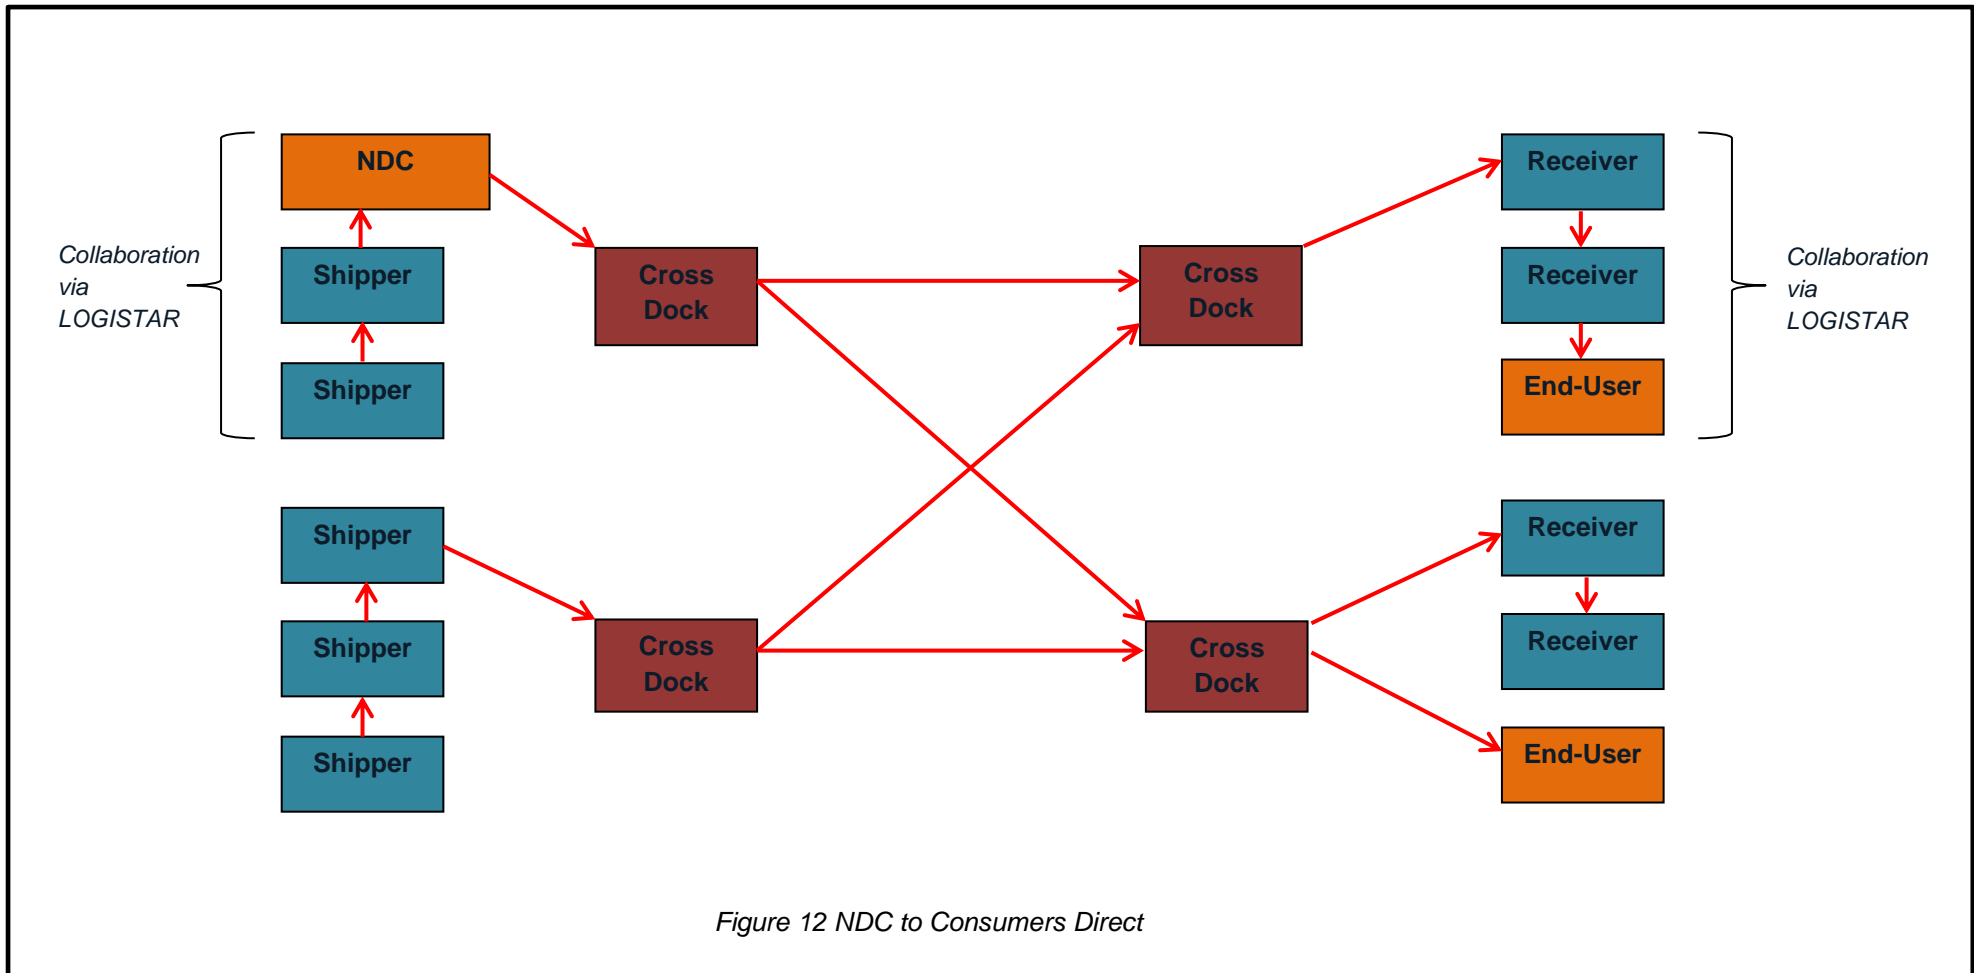 NDC
Receiver
Collaboration
via
LOGISTAR
Shipper
Cross
Dock
Cross
Dock
Receiver
Collaboration
via
LOGISTAR
Shipper
End-User
Shipper
Receiver
Shipper
Cross
Dock
Cross
Dock
Receiver
Shipper
End-User
Figure 12 NDC to Consumers Direct